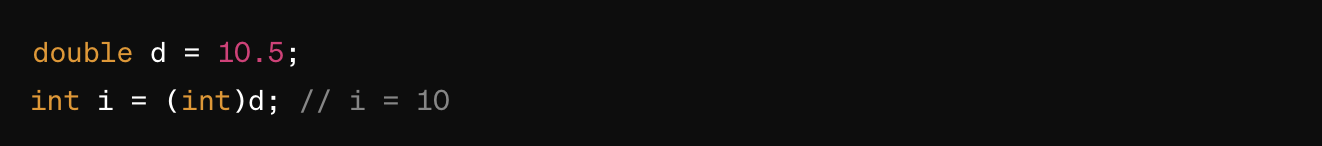 double d = 10.5;
int i = (int)d; // i = 10